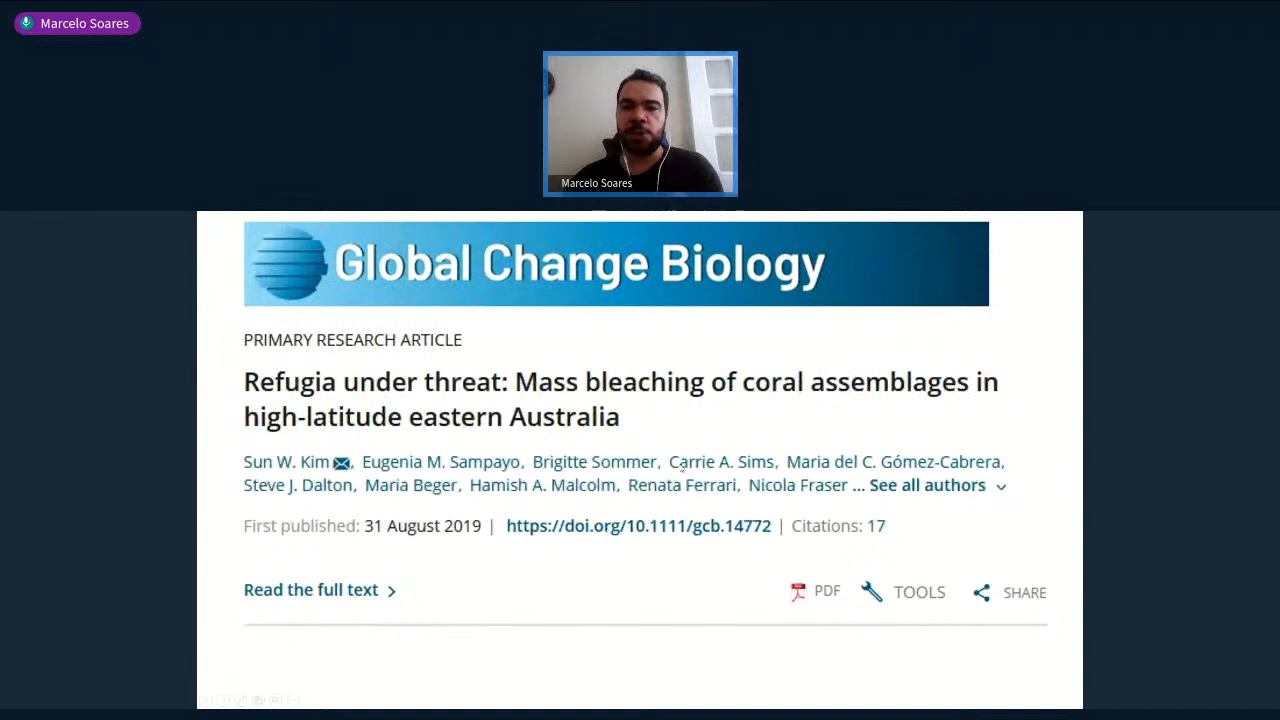 Marcelo Soares
Marcelo Soares
Global Change Biology
PRIMARY RESEARCH ARTICLE
Refugia under threat: Mass bleaching of coral assemblages in
high-latitude eastern Australia
Sun W. Kim, Eugenia M. Sampayo, Brigitte Sommer, Carrie A. Sims, Maria del C. Gómez-Cabrera,
Steve J. Dalton, Maria Beger, Hamish A. Malcolm, Renata Ferrari, Nicola Fraser ... See all authors
First published: 31 August 2019 | https://doi.org/10.1111/gcb.14772 | Citations: 17
Read the full text PDF TOOLS SHARE